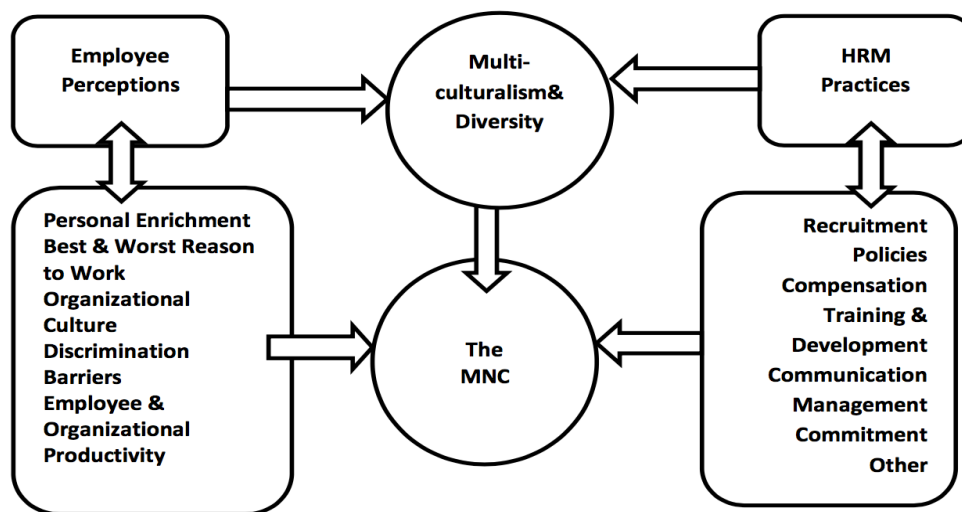 Employee
Perceptions
Multi-
culturalism&
Diversity
HRM
Practices
Personal Enrichment
Best & Worst Reason
to Work
Organizational
Culture
Discrimination
Barriers
Employee &
Organizational
Productivity
The
MNC
Recruitment
Policies
Compensation
Training &
Development
Communication
Management
Commitment
Other